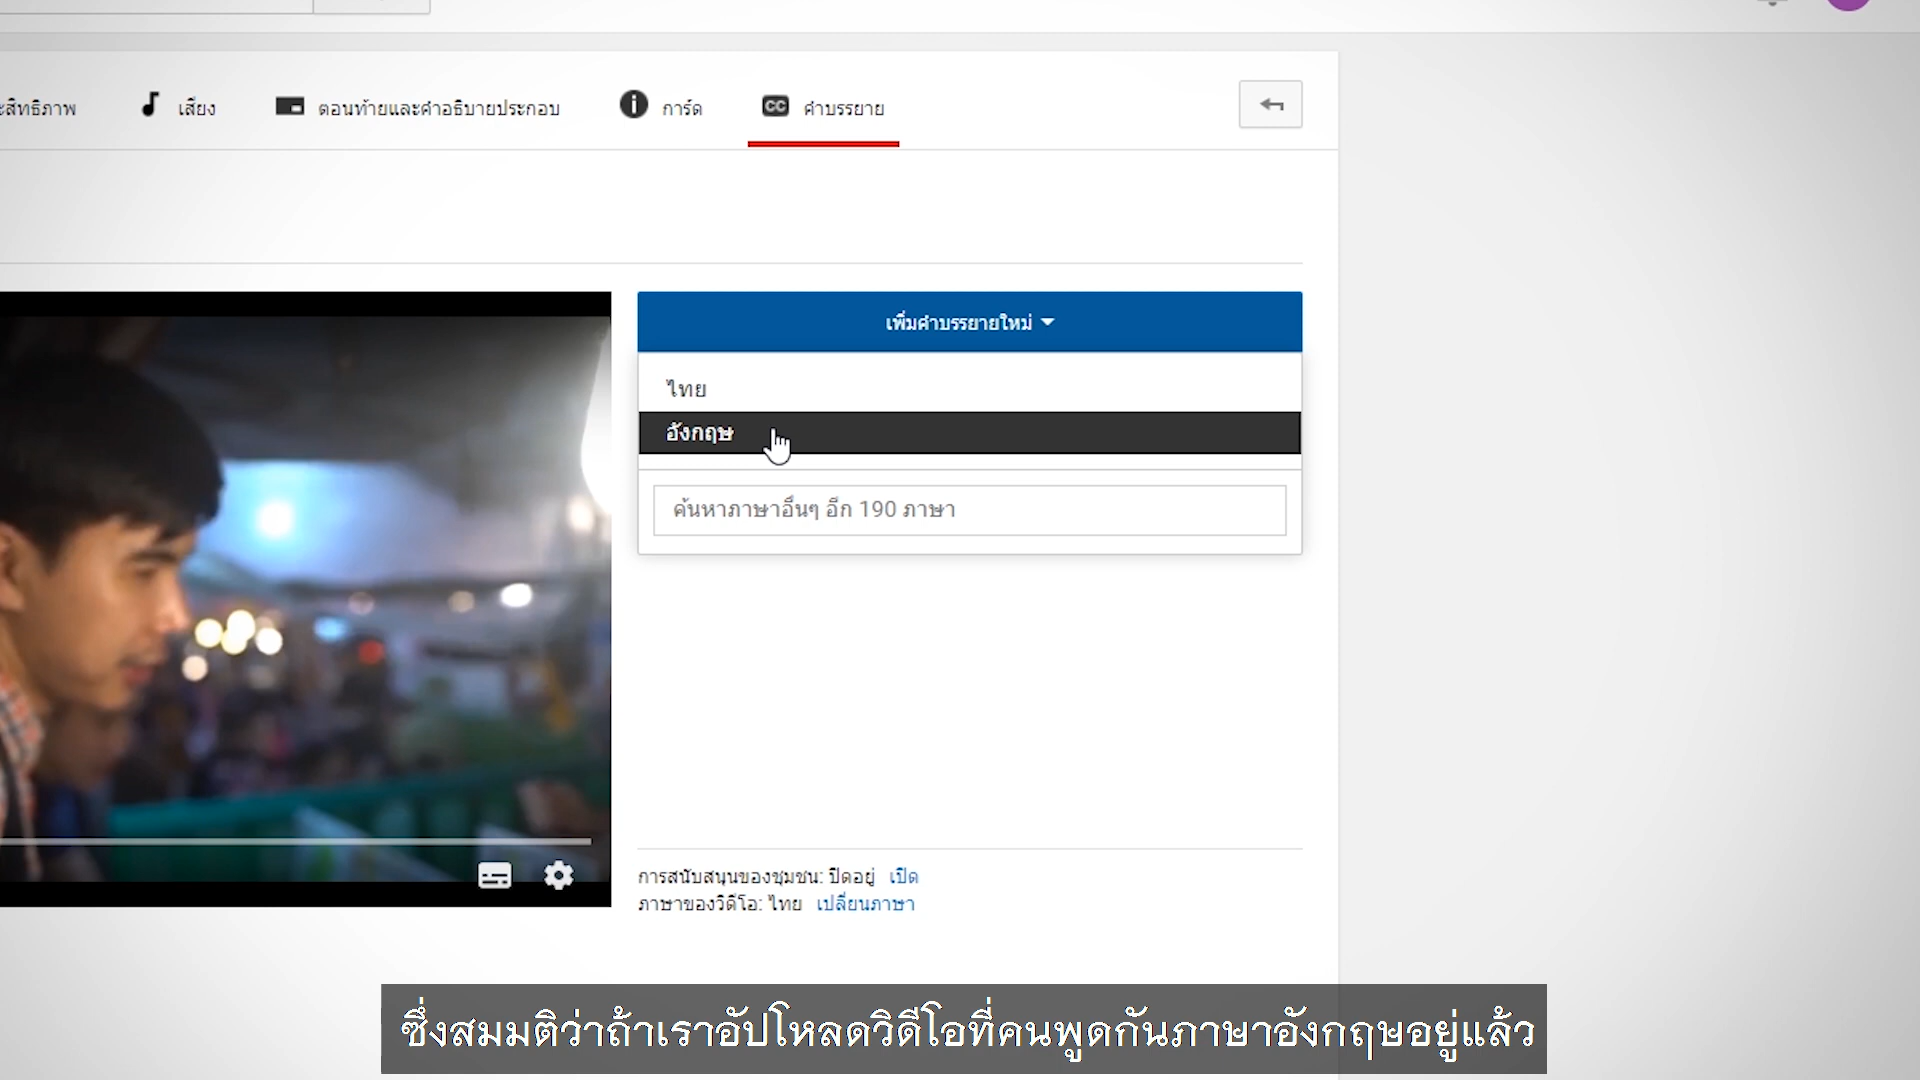 เสียง
ตอนท้ายและคำอธิบายประกอบ
การ์ด
CC คำบรรยาย
เพิ่มคำบรรยายใหม่
ไทย
อังกฤษ
ค้นหาภาษาอื่นๆ อีก 190 ภาษา
การสนับสนุนของชุมชน: ปิดอยู่ เปิด
ภาษาของวิดีโอ: ไทย เปลี่ยนภาษา
ซึ่งสมมติว่าถ้าเราอัปโหลดวิดีโอที่คนพูดกันภาษาอังกฤษอยู่แล้ว